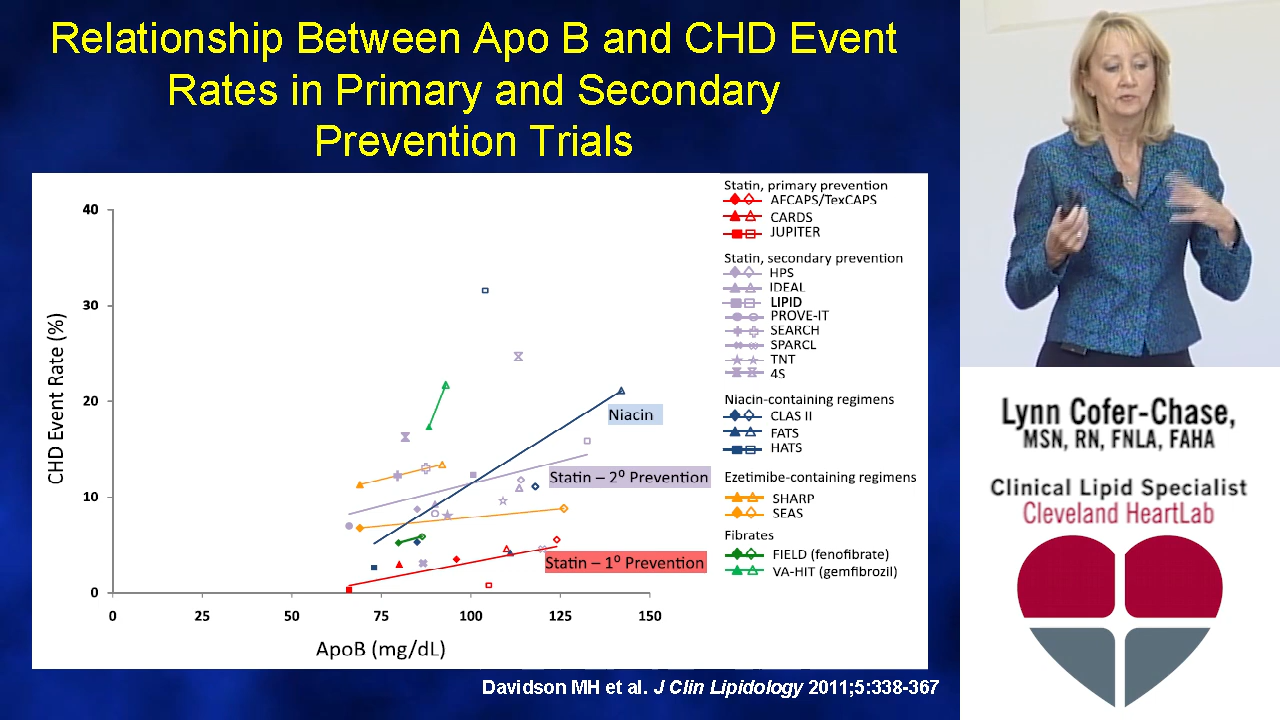 Relationship Between Apo B and CHD Event
Rates in Primary and Secondary
Prevention Trials
CHD Event Rate (%)
40
30
20
10
0
0
25
50
75
100
125
150
ApoB (mg/dL)
Niacin
Statin – 2⁰ Prevention
Statin – 1⁰ Prevention
Statin, primary prevention
AFCAPS/TexCAPS
CARDS
JUPITER
Statin, secondary prevention
HPS
IDEAL
LIPID
PROVE-IT
SEARCH
SPARCL
TNT
4S
Niacin-containing regimens
CLAS II
FATS
HATS
Ezetimibe-containing regimens
SHARP
SEAS
Fibrates
FIELD (fenofibrate)
VA-HIT (gemfibrozil)
Davidson MH et al. J Clin Lipidology 2011;5:338-367
Lynn Cofer-Chase,
MSN, RN, FNLA, FAHA
Clinical Lipid Specialist
Cleveland HeartLab